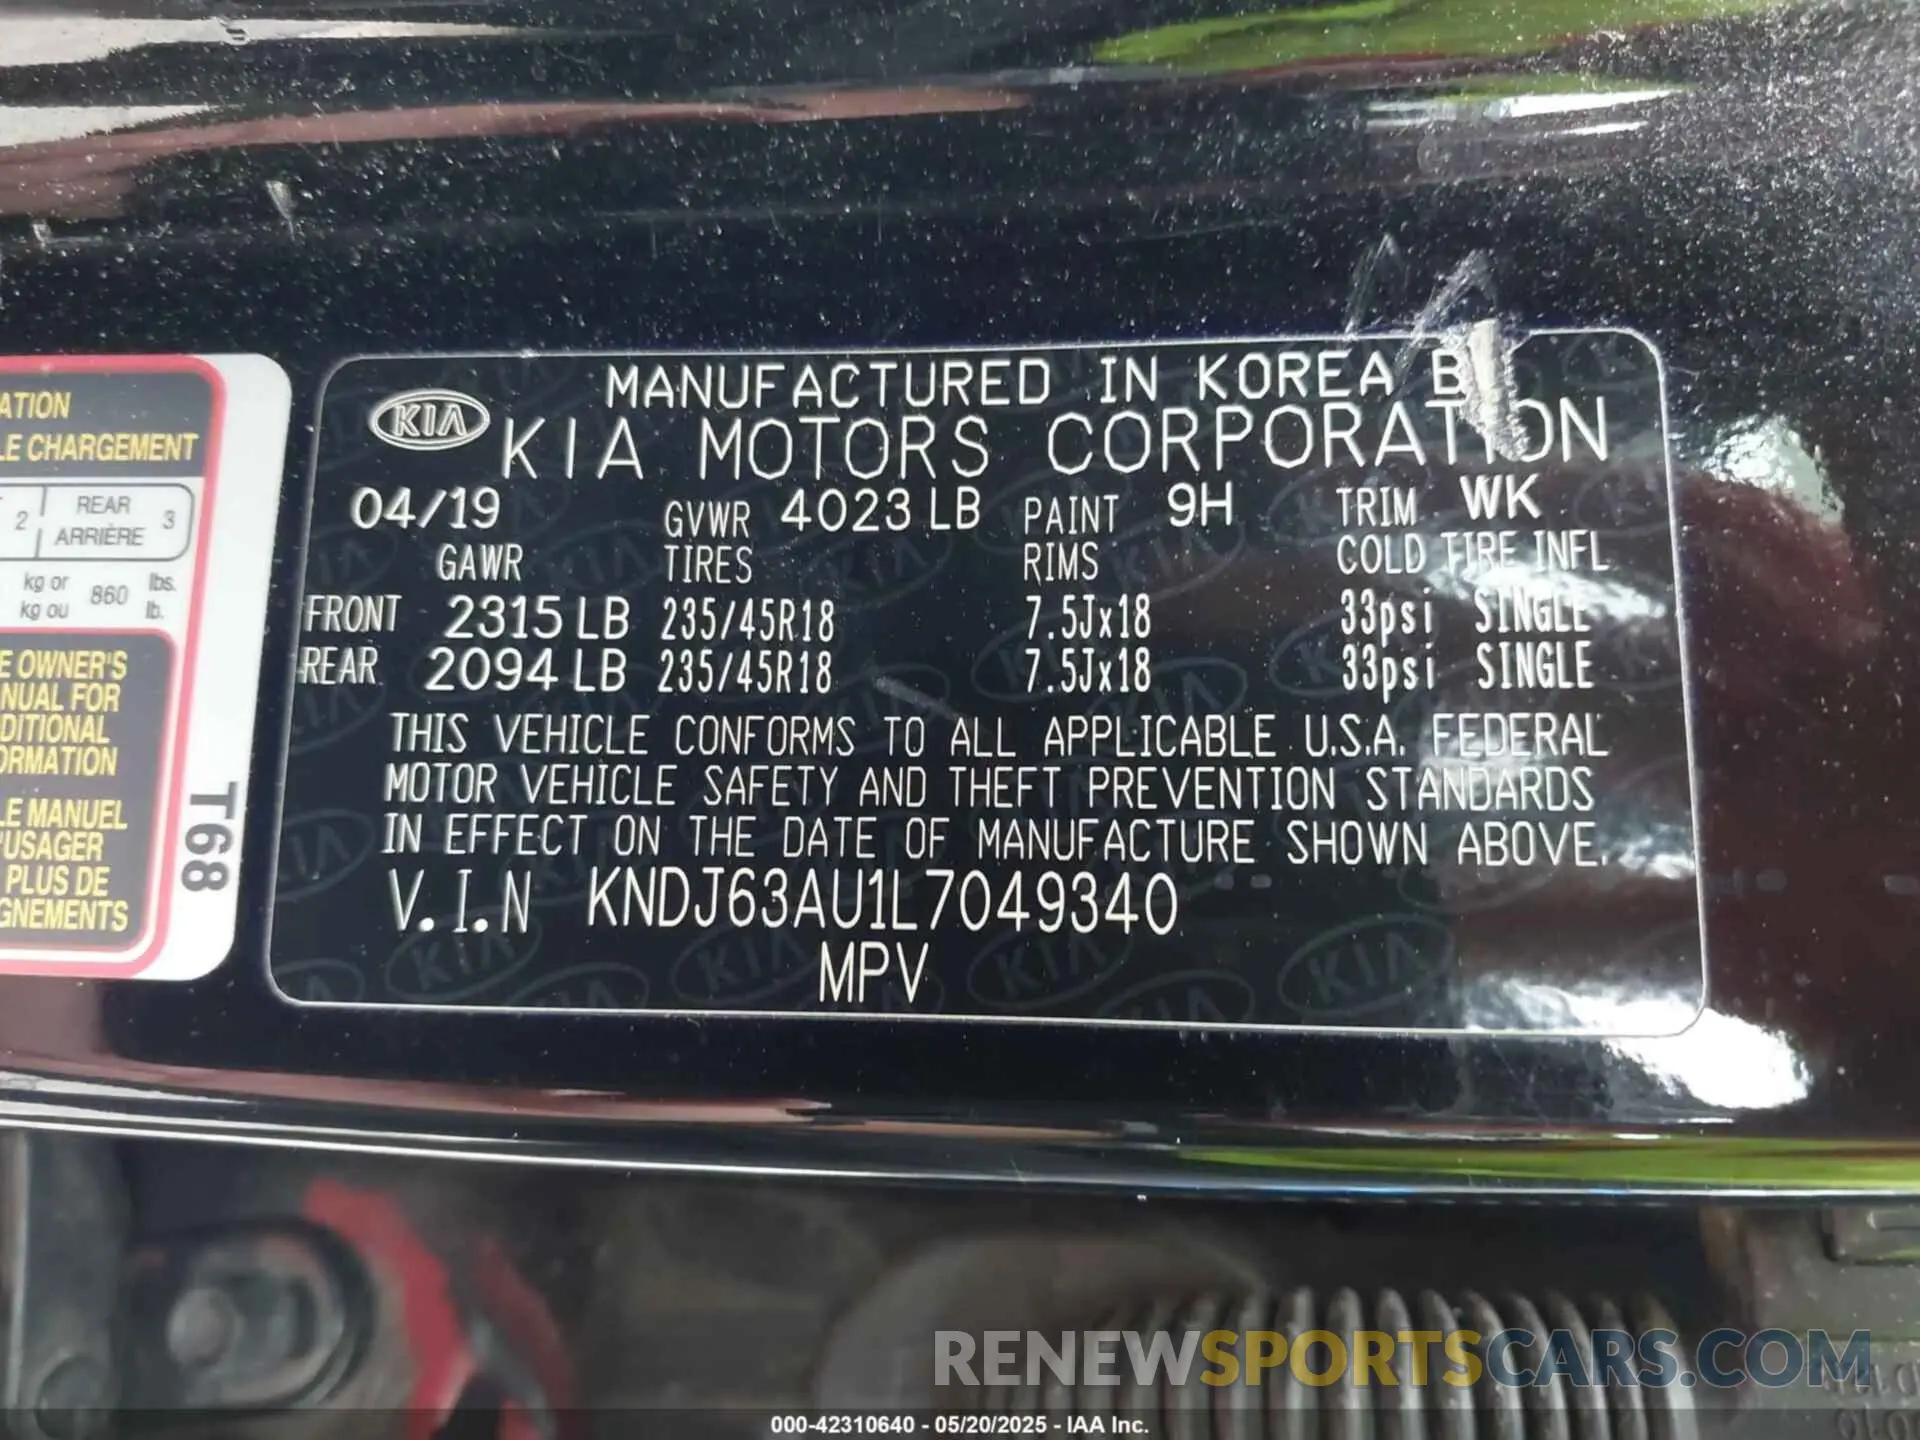 ATION
LE CHARGEMENT
2 REAR 3
ARRIÈRE
kg or 860 lbs.
kg ou lb.
E OWNER'S
NUAL FOR
DITIONAL
ORMATION
LE MANUEL
'USAGER
PLUS DE
GNEMENTS
T68
MANUFACTURED IN KOREA B
KIA KIA MOTORS CORPORATION
04/19 GVWR 4023 LB PAINT 9H TRIM WK
GAWR TIRES RIMS COLD TIRE INFL
FRONT 2315 LB 235/45R18 7.5Jx18 33psi SINGLE
REAR 2094 LB 235/45R18 7.5Jx18 33psi SINGLE
THIS VEHICLE CONFORMS TO ALL APPLICABLE U.S.A. FEDERAL
MOTOR VEHICLE SAFETY AND THEFT PREVENTION STANDARDS
IN EFFECT ON THE DATE OF MANUFACTURE SHOWN ABOVE.
V.I.N KNDJ63AU1L7049340
MPV
RENEWSPORTSCARS.COM
000-42310640 - 05/20/2025 - IAA Inc.